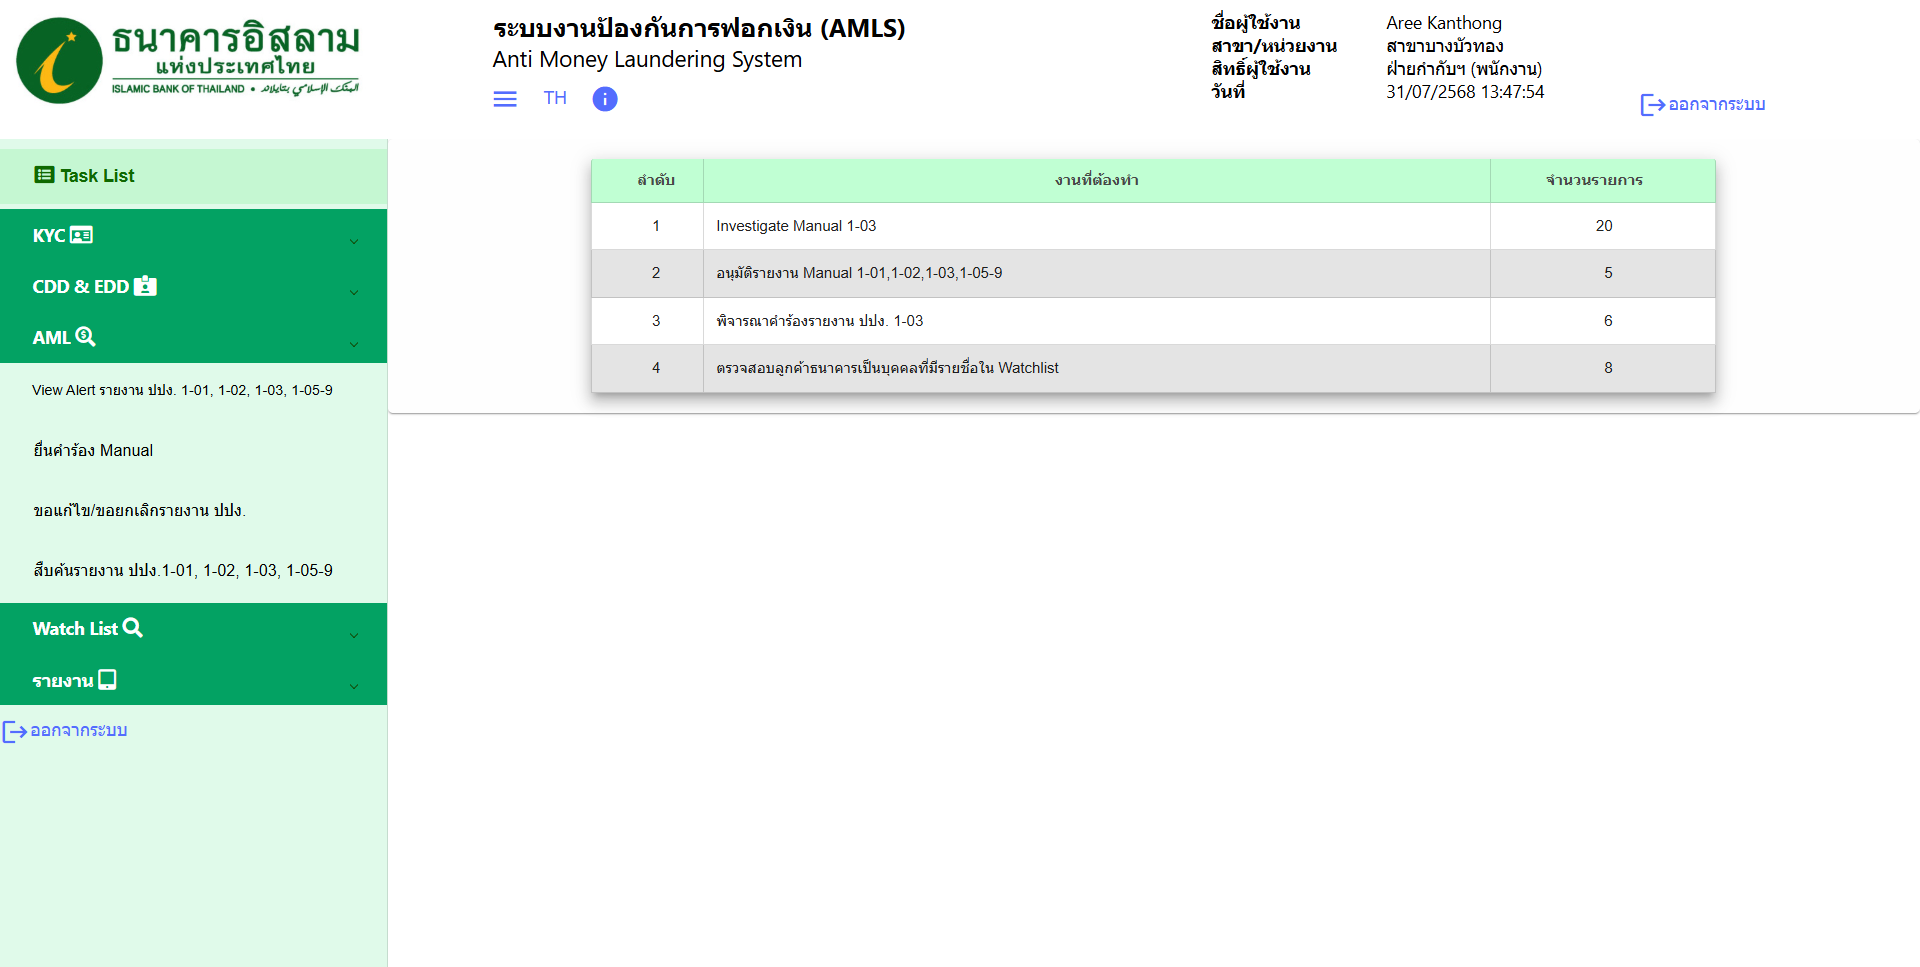 ธนาคารอิสลาม
แห่งประเทศไทย
ISLAMIC BANK OF THAILAND • المصرف الإسلامي بتايلاند
ระบบงานป้องกันการฟอกเงิน (AMLS)
Anti Money Laundering System
TH
ชื่อผู้ใช้งาน Aree Kanthong
สาขา/หน่วยงาน สาขาบางบัวทอง
สิทธิ์ผู้ใช้งาน ฝ่ายกำกับฯ (พนักงาน)
วันที่ 31/07/2568 13:47:54
ออกจากระบบ
Task List
KYC
CDD & EDD
AML
View Alert รายงาน ปปง. 1-01, 1-02, 1-03, 1-05-9
ยื่นคำร้อง Manual
ขอแก้ไข/ขอยกเลิกรายงาน ปปง.
สืบค้นรายงาน ปปง.1-01, 1-02, 1-03, 1-05-9
Watch List
รายงาน
ออกจากระบบ
ลำดับ งานที่ต้องทำ จำนวนรายการ
1 Investigate Manual 1-03 20
2 อนุมัติรายงาน Manual 1-01,1-02,1-03,1-05-9 5
3 พิจารณาคำร้องรายงาน ปปง. 1-03 6
4 ตรวจสอบลูกค้าธนาคารเป็นบุคคลที่มีรายชื่อใน Watchlist 8